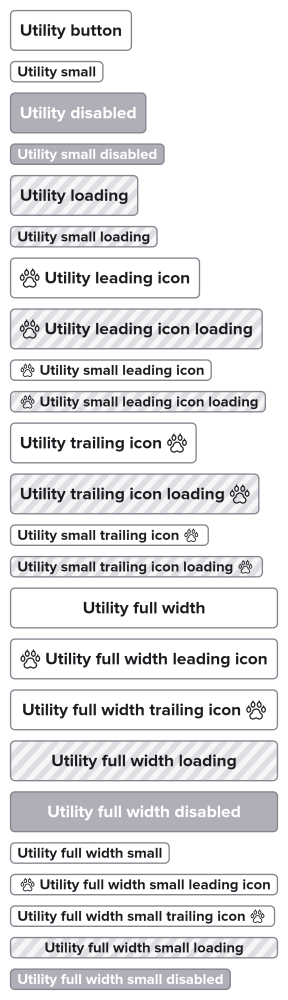 Utility button
Utility small
Utility disabled
Utility small disabled
Utility loading
Utility small loading
Utility leading icon
Utility leading icon loading
Utility small leading icon
Utility small leading icon loading
Utility trailing icon
Utility trailing icon loading
Utility small trailing icon
Utility small trailing icon loading
Utility full width
Utility full width leading icon
Utility full width trailing icon
Utility full width loading
Utility full width disabled
Utility full width small
Utility full width small leading icon
Utility full width small trailing icon
Utility full width small loading
Utility full width small disabled